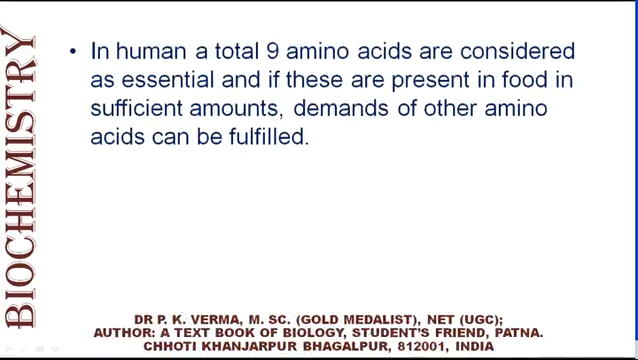 BIOCHEMISTRY
• In human a total 9 amino acids are considered
as essential and if these are present in food in
sufficient amounts, demands of other amino
acids can be fulfilled.
DR P. K. VERMA, M. SC. (GOLD MEDALIST), NET (UGC);
AUTHOR: A TEXT BOOK OF BIOLOGY, STUDENT'S FRIEND, PATNA.
CHHOTI KHANJARPUR BHAGALPUR, 812001, INDIA